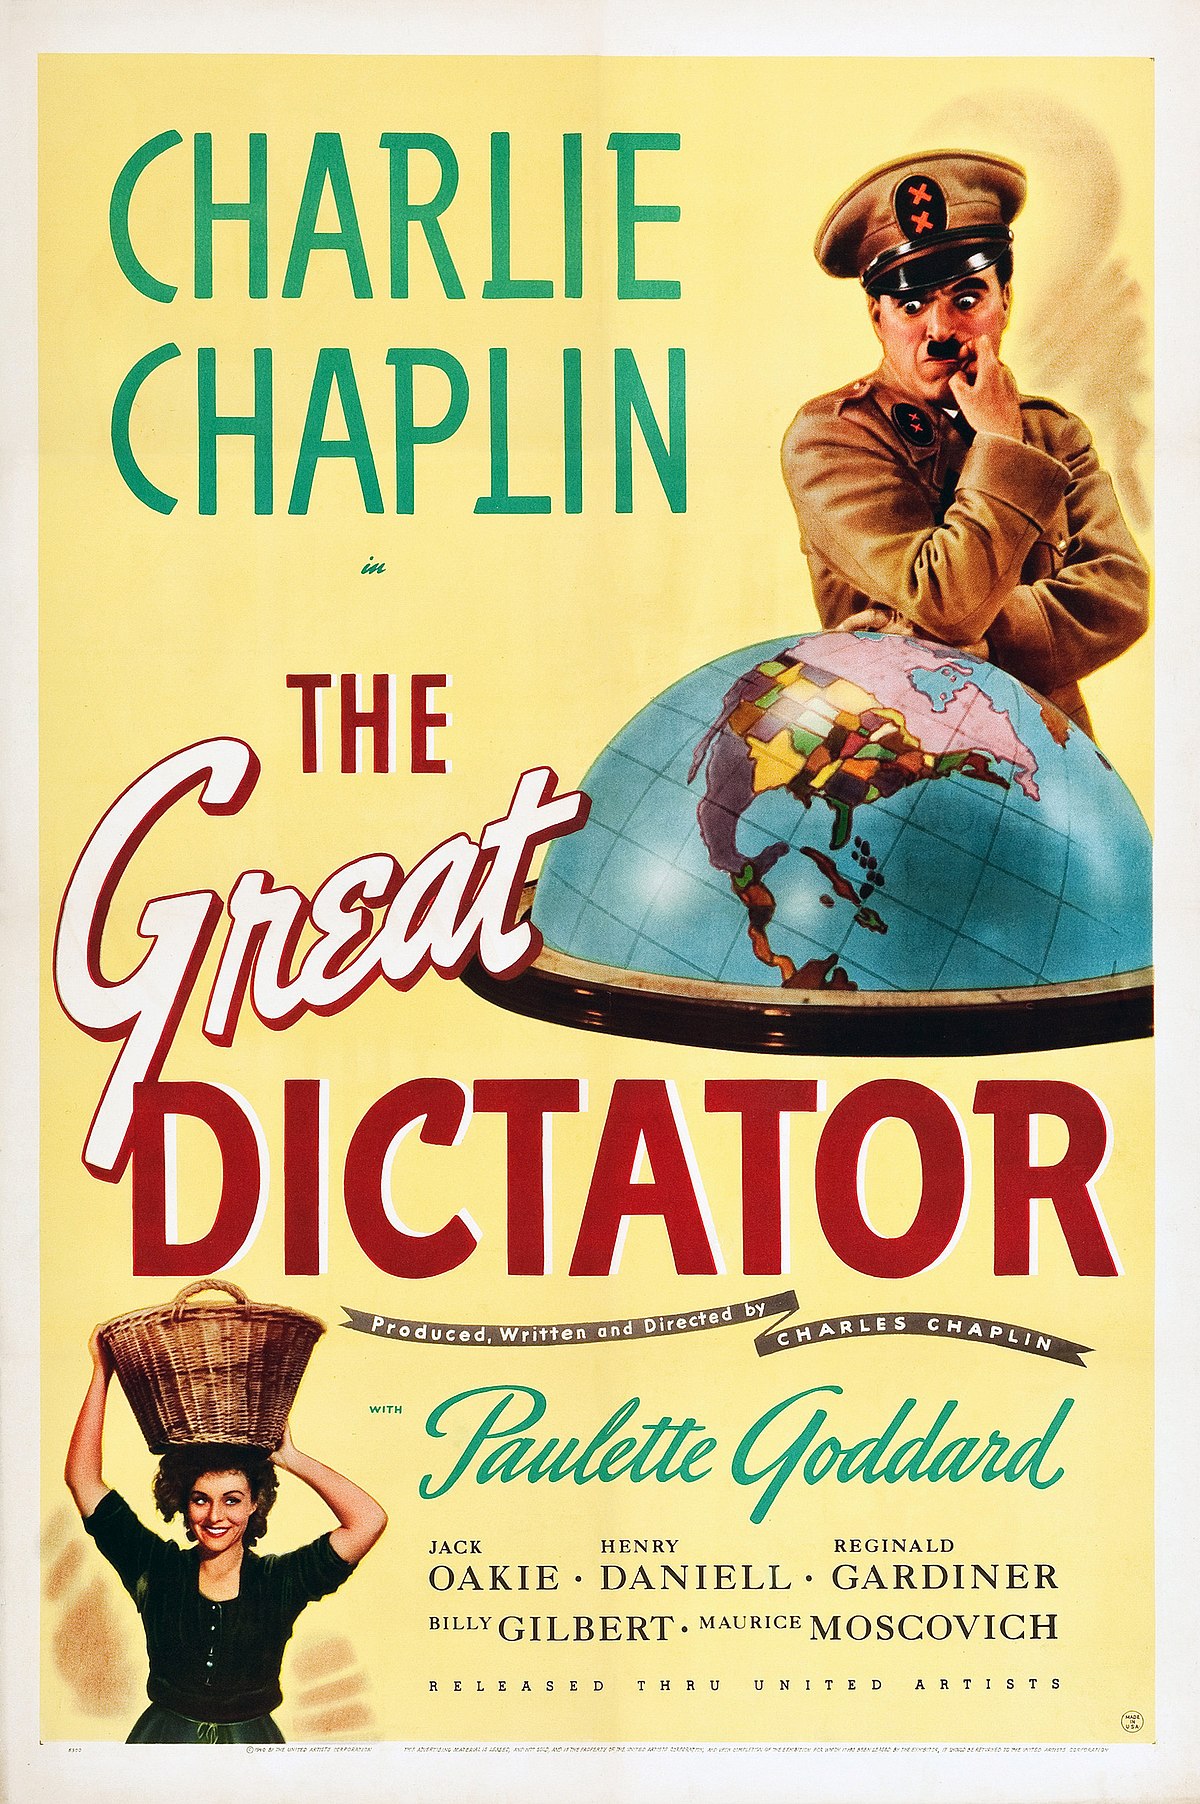 CHARLIE
CHAPLIN
in
THE
Great
DICTATOR
Produced, Written and Directed by
CHARLES CHAPLIN
WITH Paulette Goddard
JACK OAKIE · HENRY DANIELL · REGINALD GARDINER
BILLY GILBERT · MAURICE MOSCOVICH
RELEASED THRU UNITED ARTISTS
MADE
IN
U.S.A.